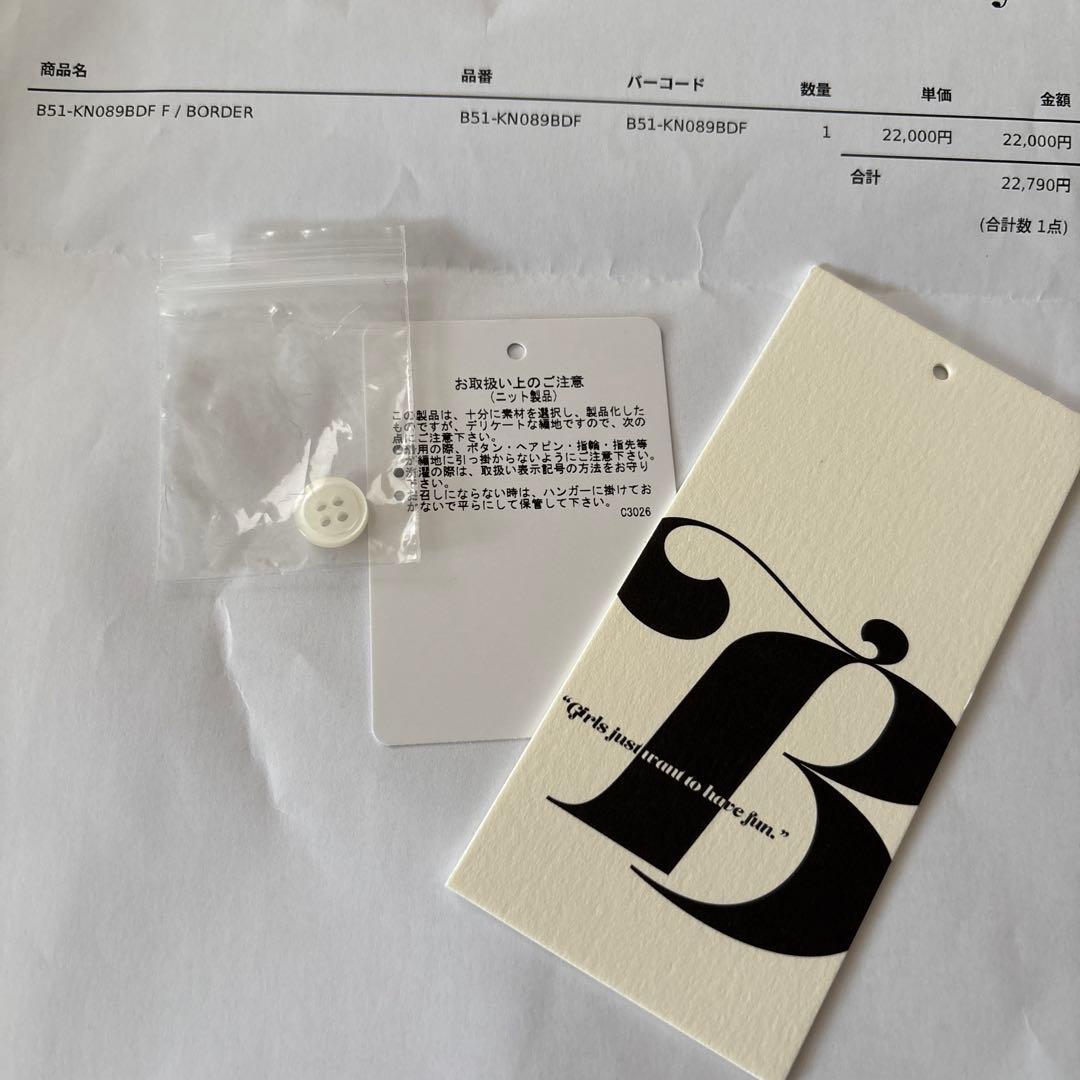 商品名 品番 バーコード 数量 単価 金額
B51-KN089BDF F / BORDER B51-KN089BDF B51-KN089BDF 1 22,000円 22,000円
合計 22,790円
(合計数 1点)
お取扱い上のご注意
(ニット製品)
この製品は、十分に素材を選択し、製品化した
ものですが、デリケートな編地ですので、次の
点にご注意下さい。
●着用の際、ボタン・ヘアピン・指輪・指先等
が編地に引っ掛からないようにご注意下さい。
●洗濯の際は、取扱い表示記号の方法をお守り
下さい。
●お召しにならない時は、ハンガーに掛けてお
かないで平らにして保管して下さい。
C3026
B
“Girls just want to have fun.”